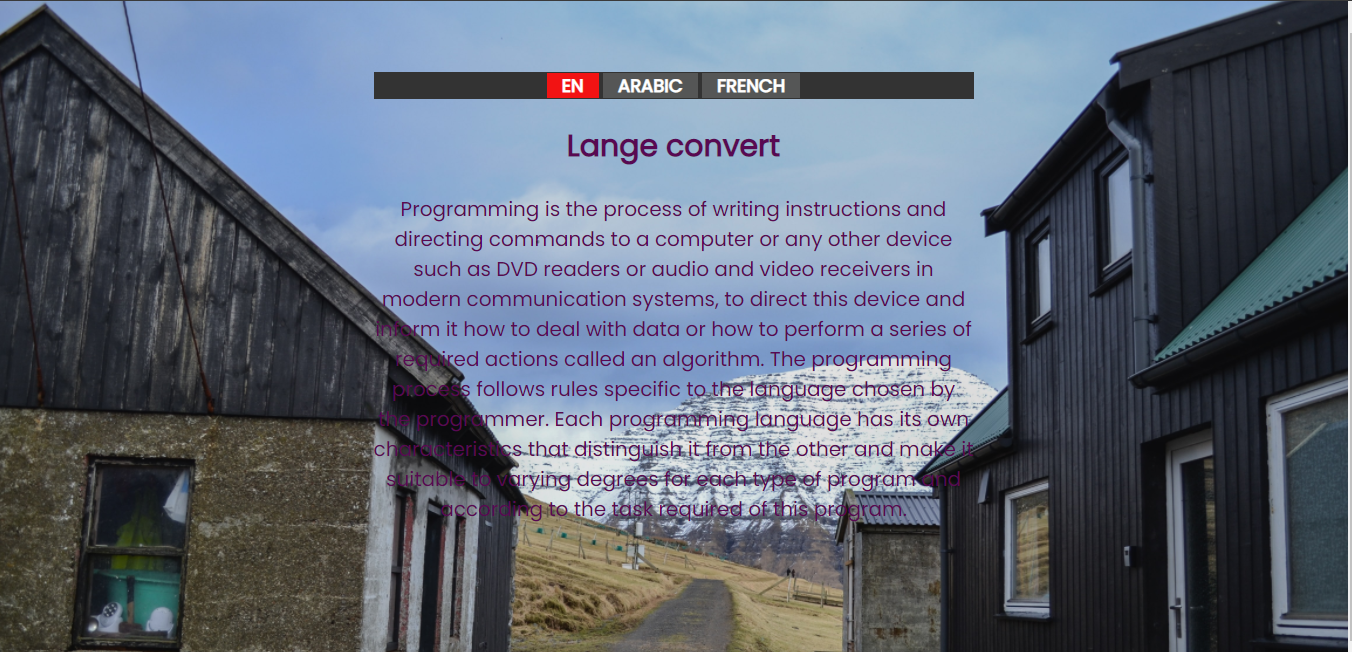 EN ARABIC FRENCH
Lange convert
Programming is the process of writing instructions and
directing commands to a computer or any other device
such as DVD readers or audio and video receivers in
modern communication systems, to direct this device and
inform it how to deal with data or how to perform a series of
required actions called an algorithm. The programming
process follows rules specific to the language chosen by
the programmer. Each programming language has its own
characteristics that distinguish it from the other and make it
suitable to varying degrees for each type of program and
according to the task required of this program.